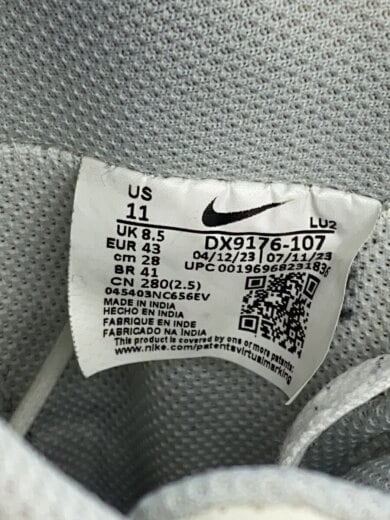 US
11
UK 8.5
EUR 43
cm 28
BR 41
CN 280(2.5)
045403NC656EV
LU2
DX9176-107
04/12/23 | 07/11/23
UPC 00196968231836
MADE IN INDIA
HECHO EN INDIA
FABRIQUE EN INDE
FABRICADO NA INDIA
This product is covered by one or more patents:
www.nike.com/patentsvirtualmarking